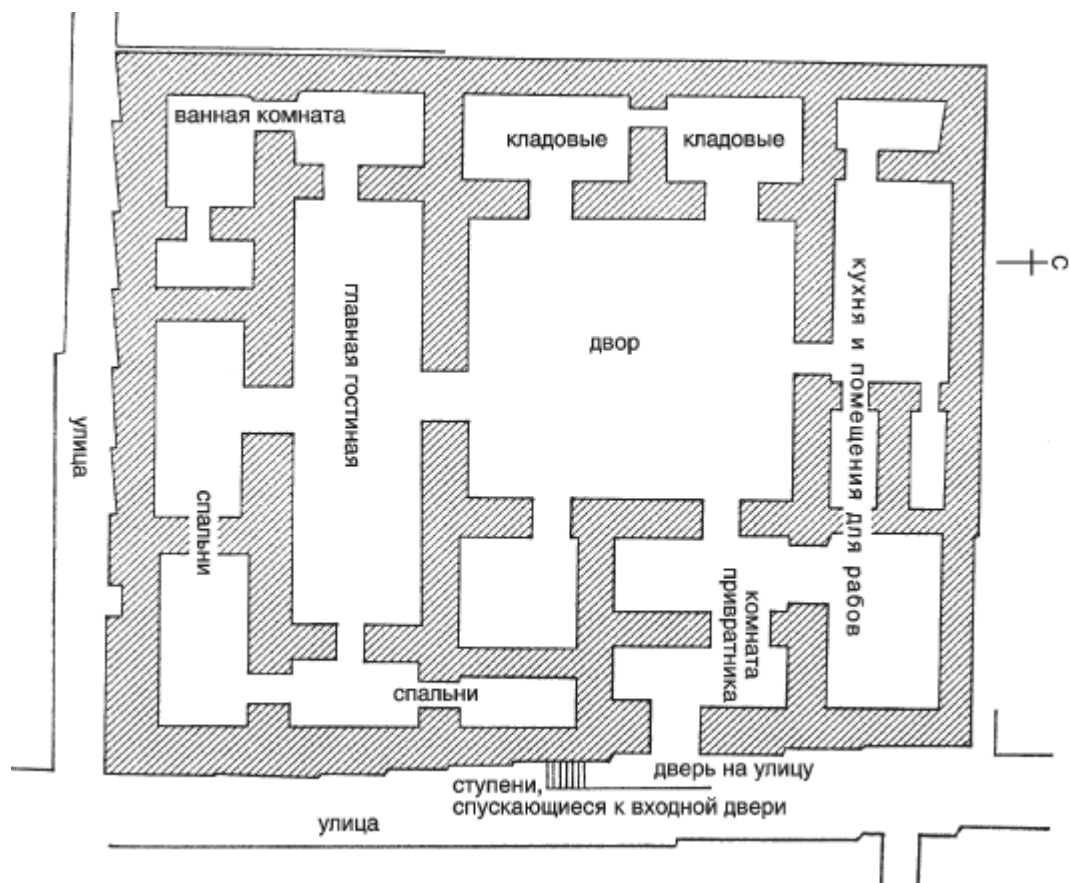 ванная комната
кладовые
кладовые
С
кухня и помещения для рабов
главная гостиная
двор
улица
спальни
комната
привратника
спальни
дверь на улицу
ступени,
спускающиеся к входной двери
улица